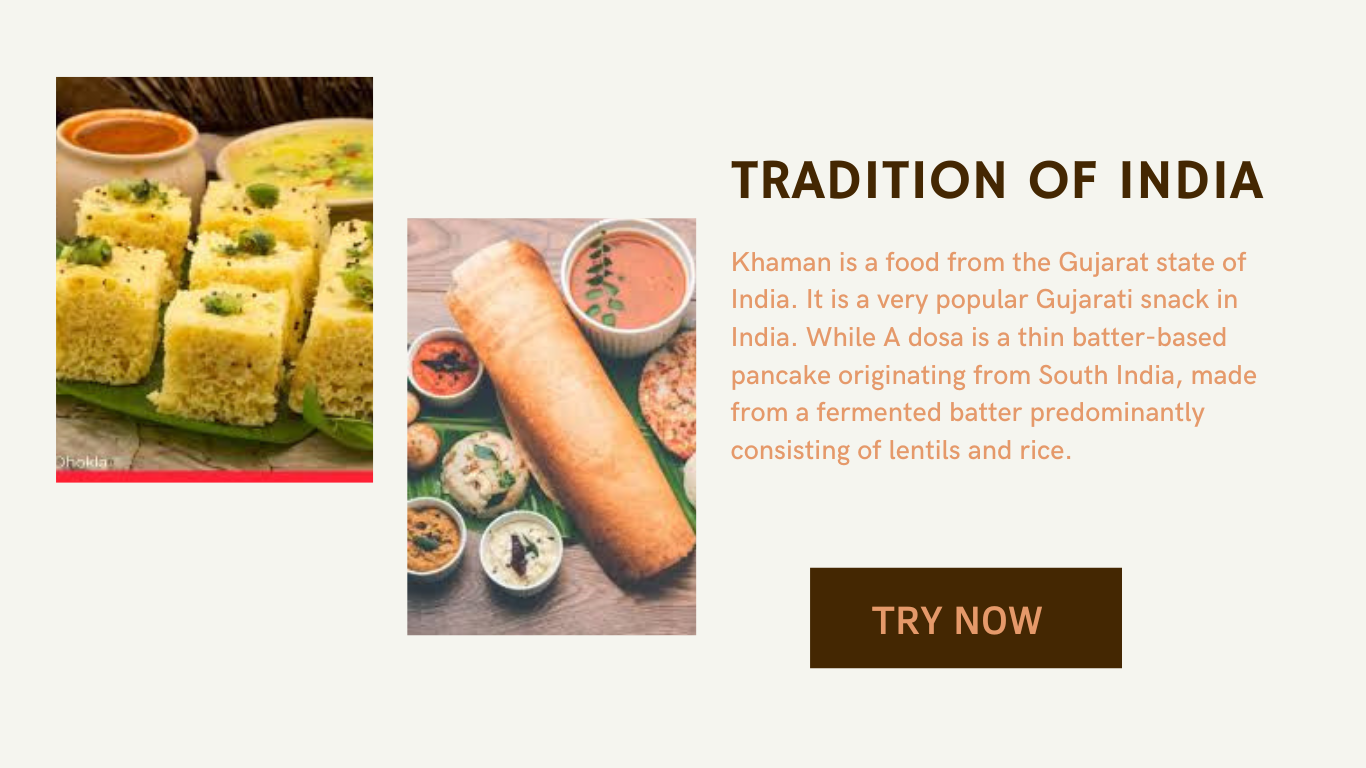 TRADITION OF INDIA
Khaman is a food from the Gujarat state of
India. It is a very popular Gujarati snack in
India. While A dosa is a thin batter-based
pancake originating from South India, made
from a fermented batter predominantly
consisting of lentils and rice.
TRY NOW
Dhokla